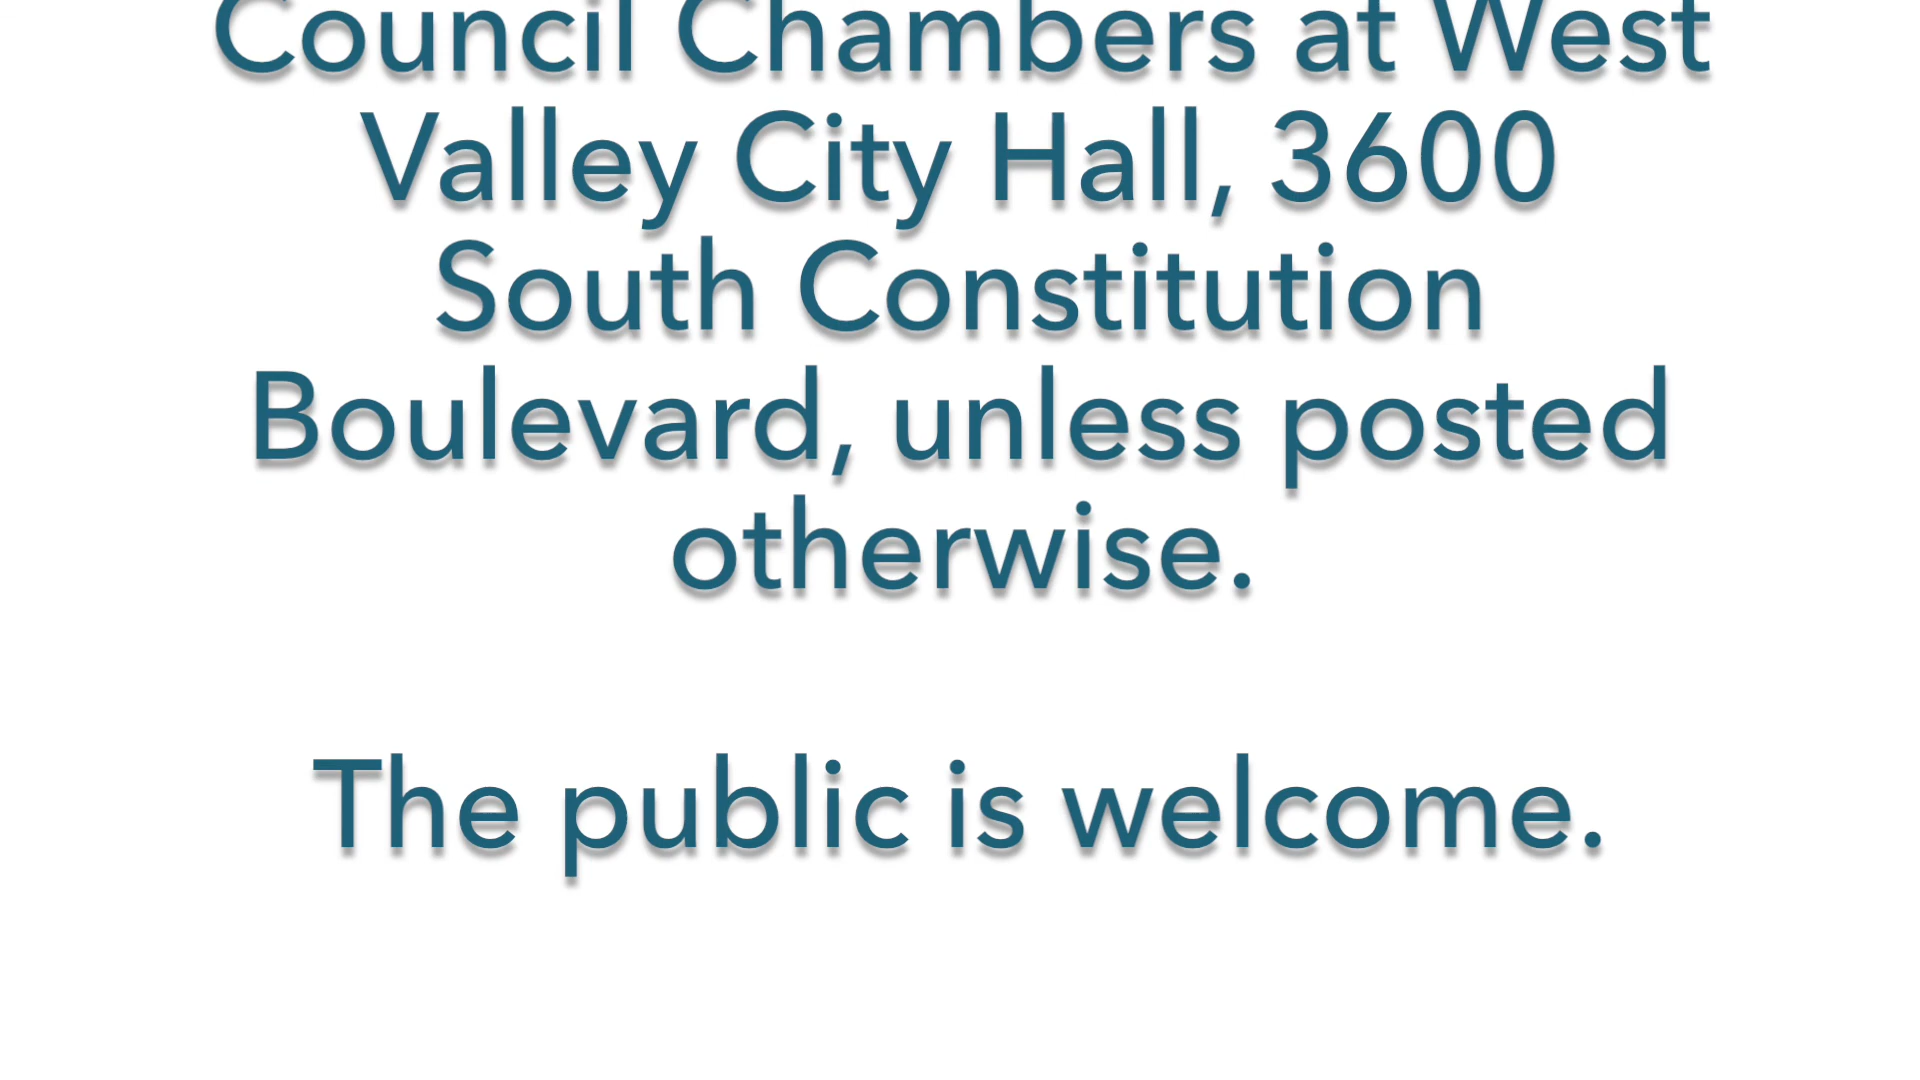 Council Chambers at West
Valley City Hall, 3600
South Constitution
Boulevard, unless posted
otherwise.
The public is welcome.